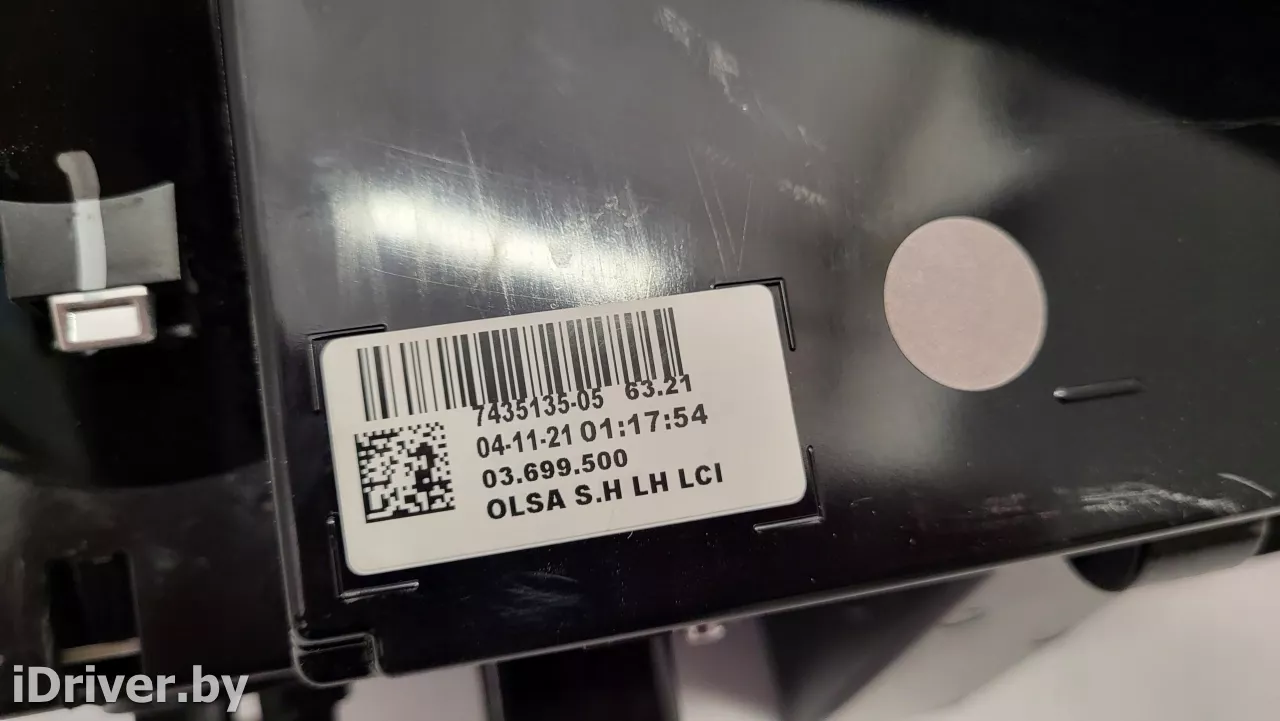 7435135-05 63.21
04-11-21 01:17:54
03.699.500
OLSA S.H LH LCI
iDriver.by